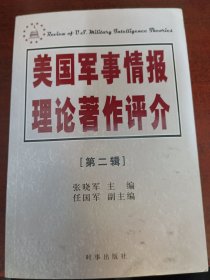 Review of U.S. Military Intelligence Theories
美国军事情报
理论著作评介
[第二辑]
张晓军 主 编
任国军 副主编
时事出版社